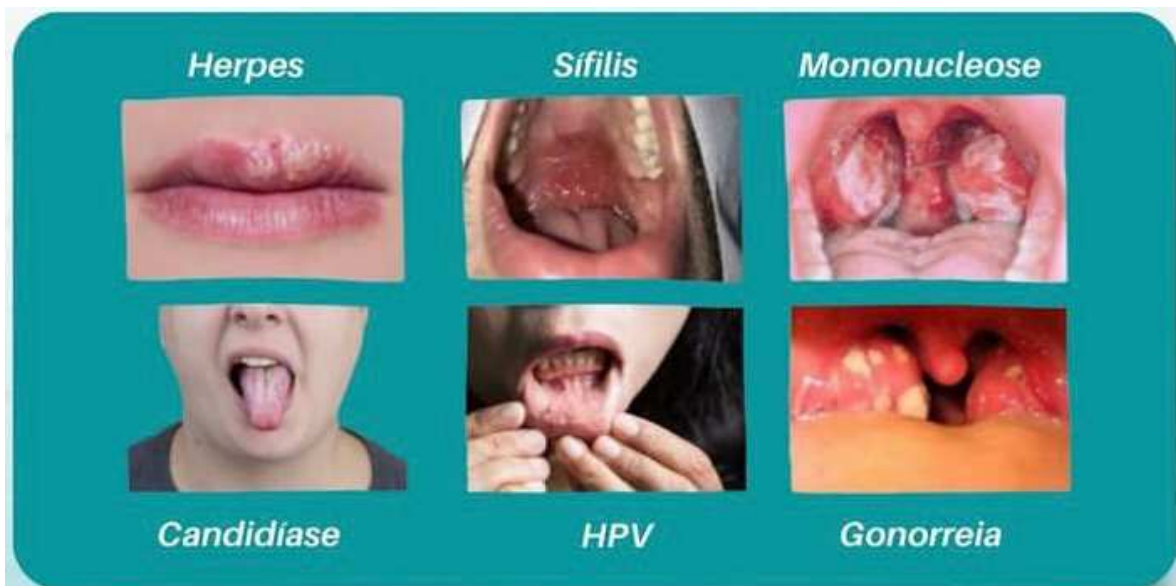 Herpes
Sífilis
Mononucleose
Candidíase
HPV
Gonorreia